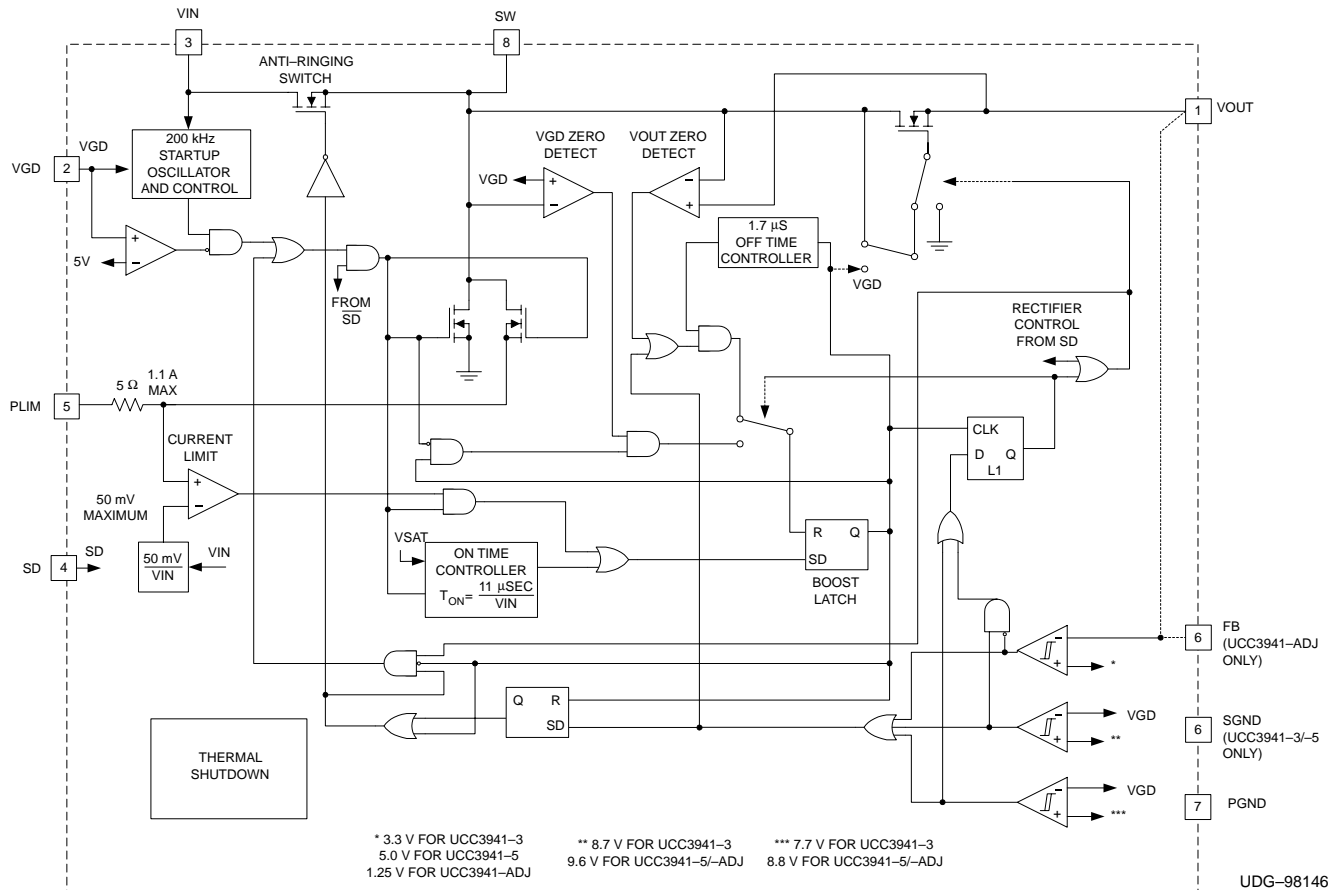 VIN
SW
3
8
ANTI–RINGING
SWITCH
1
VOUT
200 kHz
STARTUP
OSCILLATOR
AND CONTROL
VGD
2
VGD
VGD ZERO
DETECT
VOUT ZERO
DETECT
VGD
+
–
–
+
1.7 µS
OFF TIME
CONTROLLER
+
–
5V
VGD
FROM
SD
RECTIFIER
CONTROL
FROM SD
PLIM
5
5 Ω
1.1 A
MAX
CLK
D
Q
L1
CURRENT
LIMIT
+
–
50 mV
MAXIMUM
50 mV
VIN
VIN
SD
4
SD
VSAT
ON TIME
CONTROLLER
TON= 11 µSEC
VIN
R
Q
SD
BOOST
LATCH
–
+
*
6
FB
(UCC3941–ADJ
ONLY)
Q
R
SD
–
+
VGD
**
6
SGND
(UCC3941–3/–5
ONLY)
THERMAL
SHUTDOWN
–
+
VGD
***
7
PGND
* 3.3 V FOR UCC3941–3
5.0 V FOR UCC3941–5
1.25 V FOR UCC3941–ADJ
** 8.7 V FOR UCC3941–3
9.6 V FOR UCC3941–5/–ADJ
*** 7.7 V FOR UCC3941–3
8.8 V FOR UCC3941–5/–ADJ
UDG–98146